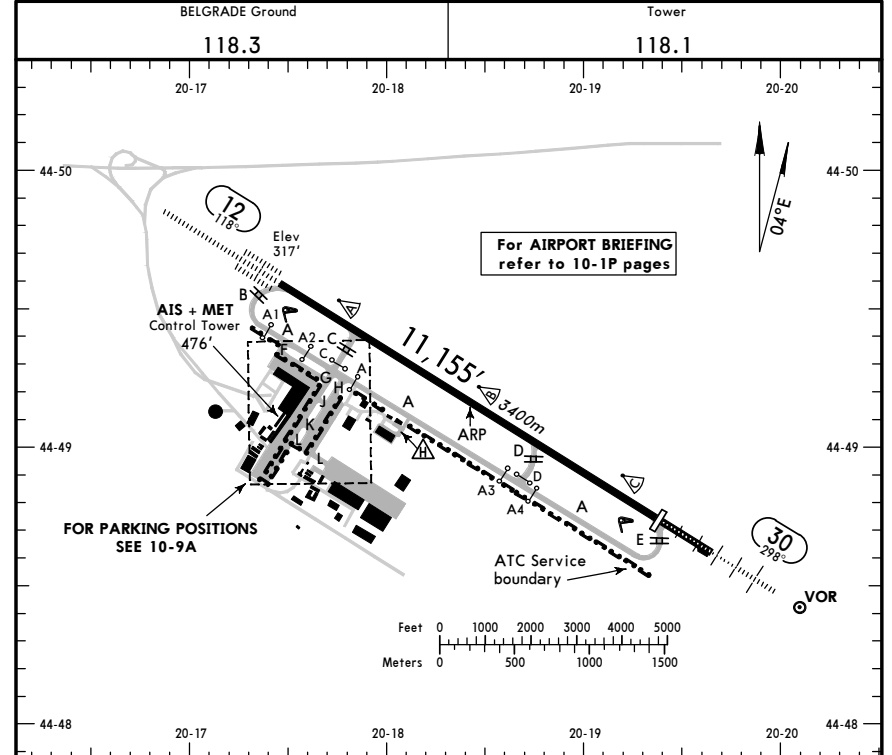 BELGRADE Ground
Tower
118.3
118.1
20-17
20-18
20-19
20-20
44-50
44-50
04°E
12
118°
Elev
317'
For AIRPORT BRIEFING
refer to 10-1P pages
B
A
AIS + MET
Control Tower
476'
A1
A
A2
C
F
C
A
11,155'
G
H
J
A
B
3400m
K
ARP
L
L
H
D
44-49
44-49
A3
D
C
A4
A
E
30
298°
FOR PARKING POSITIONS
SEE 10-9A
ATC Service
boundary
VOR
Feet 0 1000 2000 3000 4000 5000
Meters 0 500 1000 1500
44-48
44-48
20-17
20-18
20-19
20-20